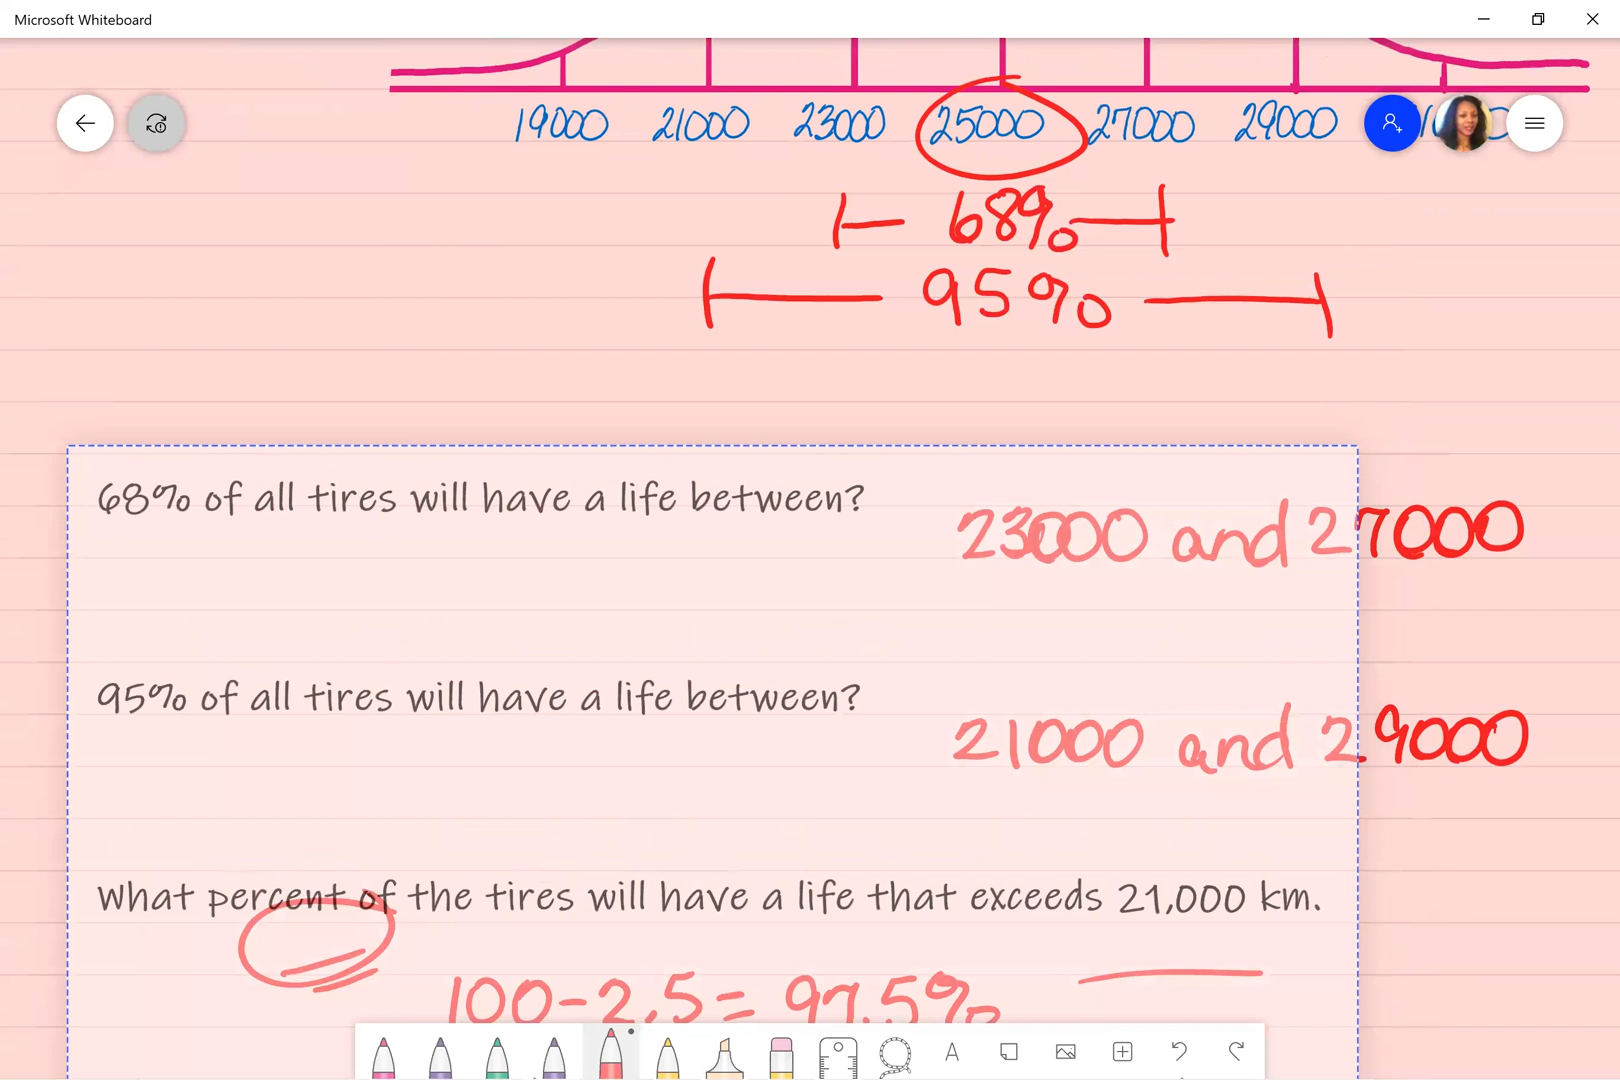 Microsoft Whiteboard
19000 21000 23000 25000 27000 29000
68%
95%
68% of all tires will have a life between?
23000 and 27000
95% of all tires will have a life between?
21000 and 29000
What percent of the tires will have a life that exceeds 21,000 km.
100-2.5= 97.5%
A